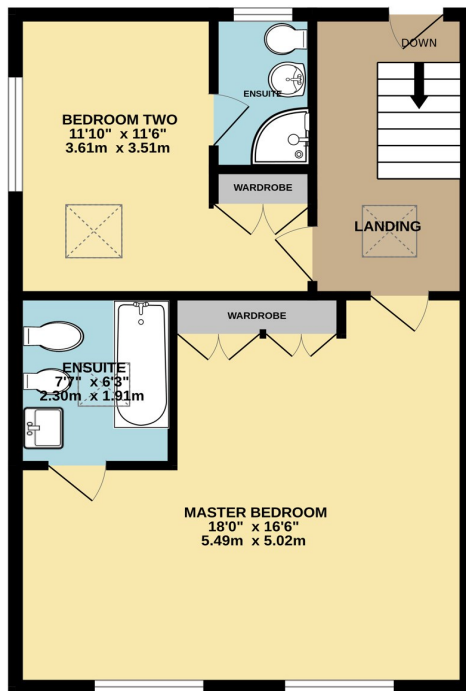 DOWN
BEDROOM TWO
11'10" x 11'6"
3.61m x 3.51m
ENSUITE
WARDROBE
LANDING
WARDROBE
ENSUITE
7'7" x 6'3"
2.30m x 1.91m
MASTER BEDROOM
18'0" x 16'6"
5.49m x 5.02m